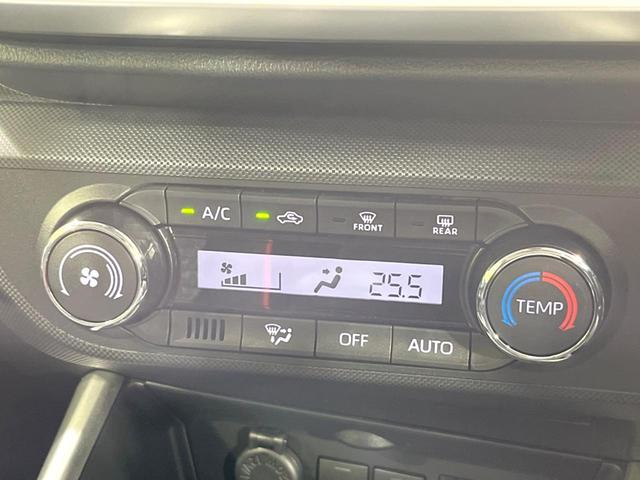 A/C
FRONT
REAR
25.5
TEMP
OFF
AUTO